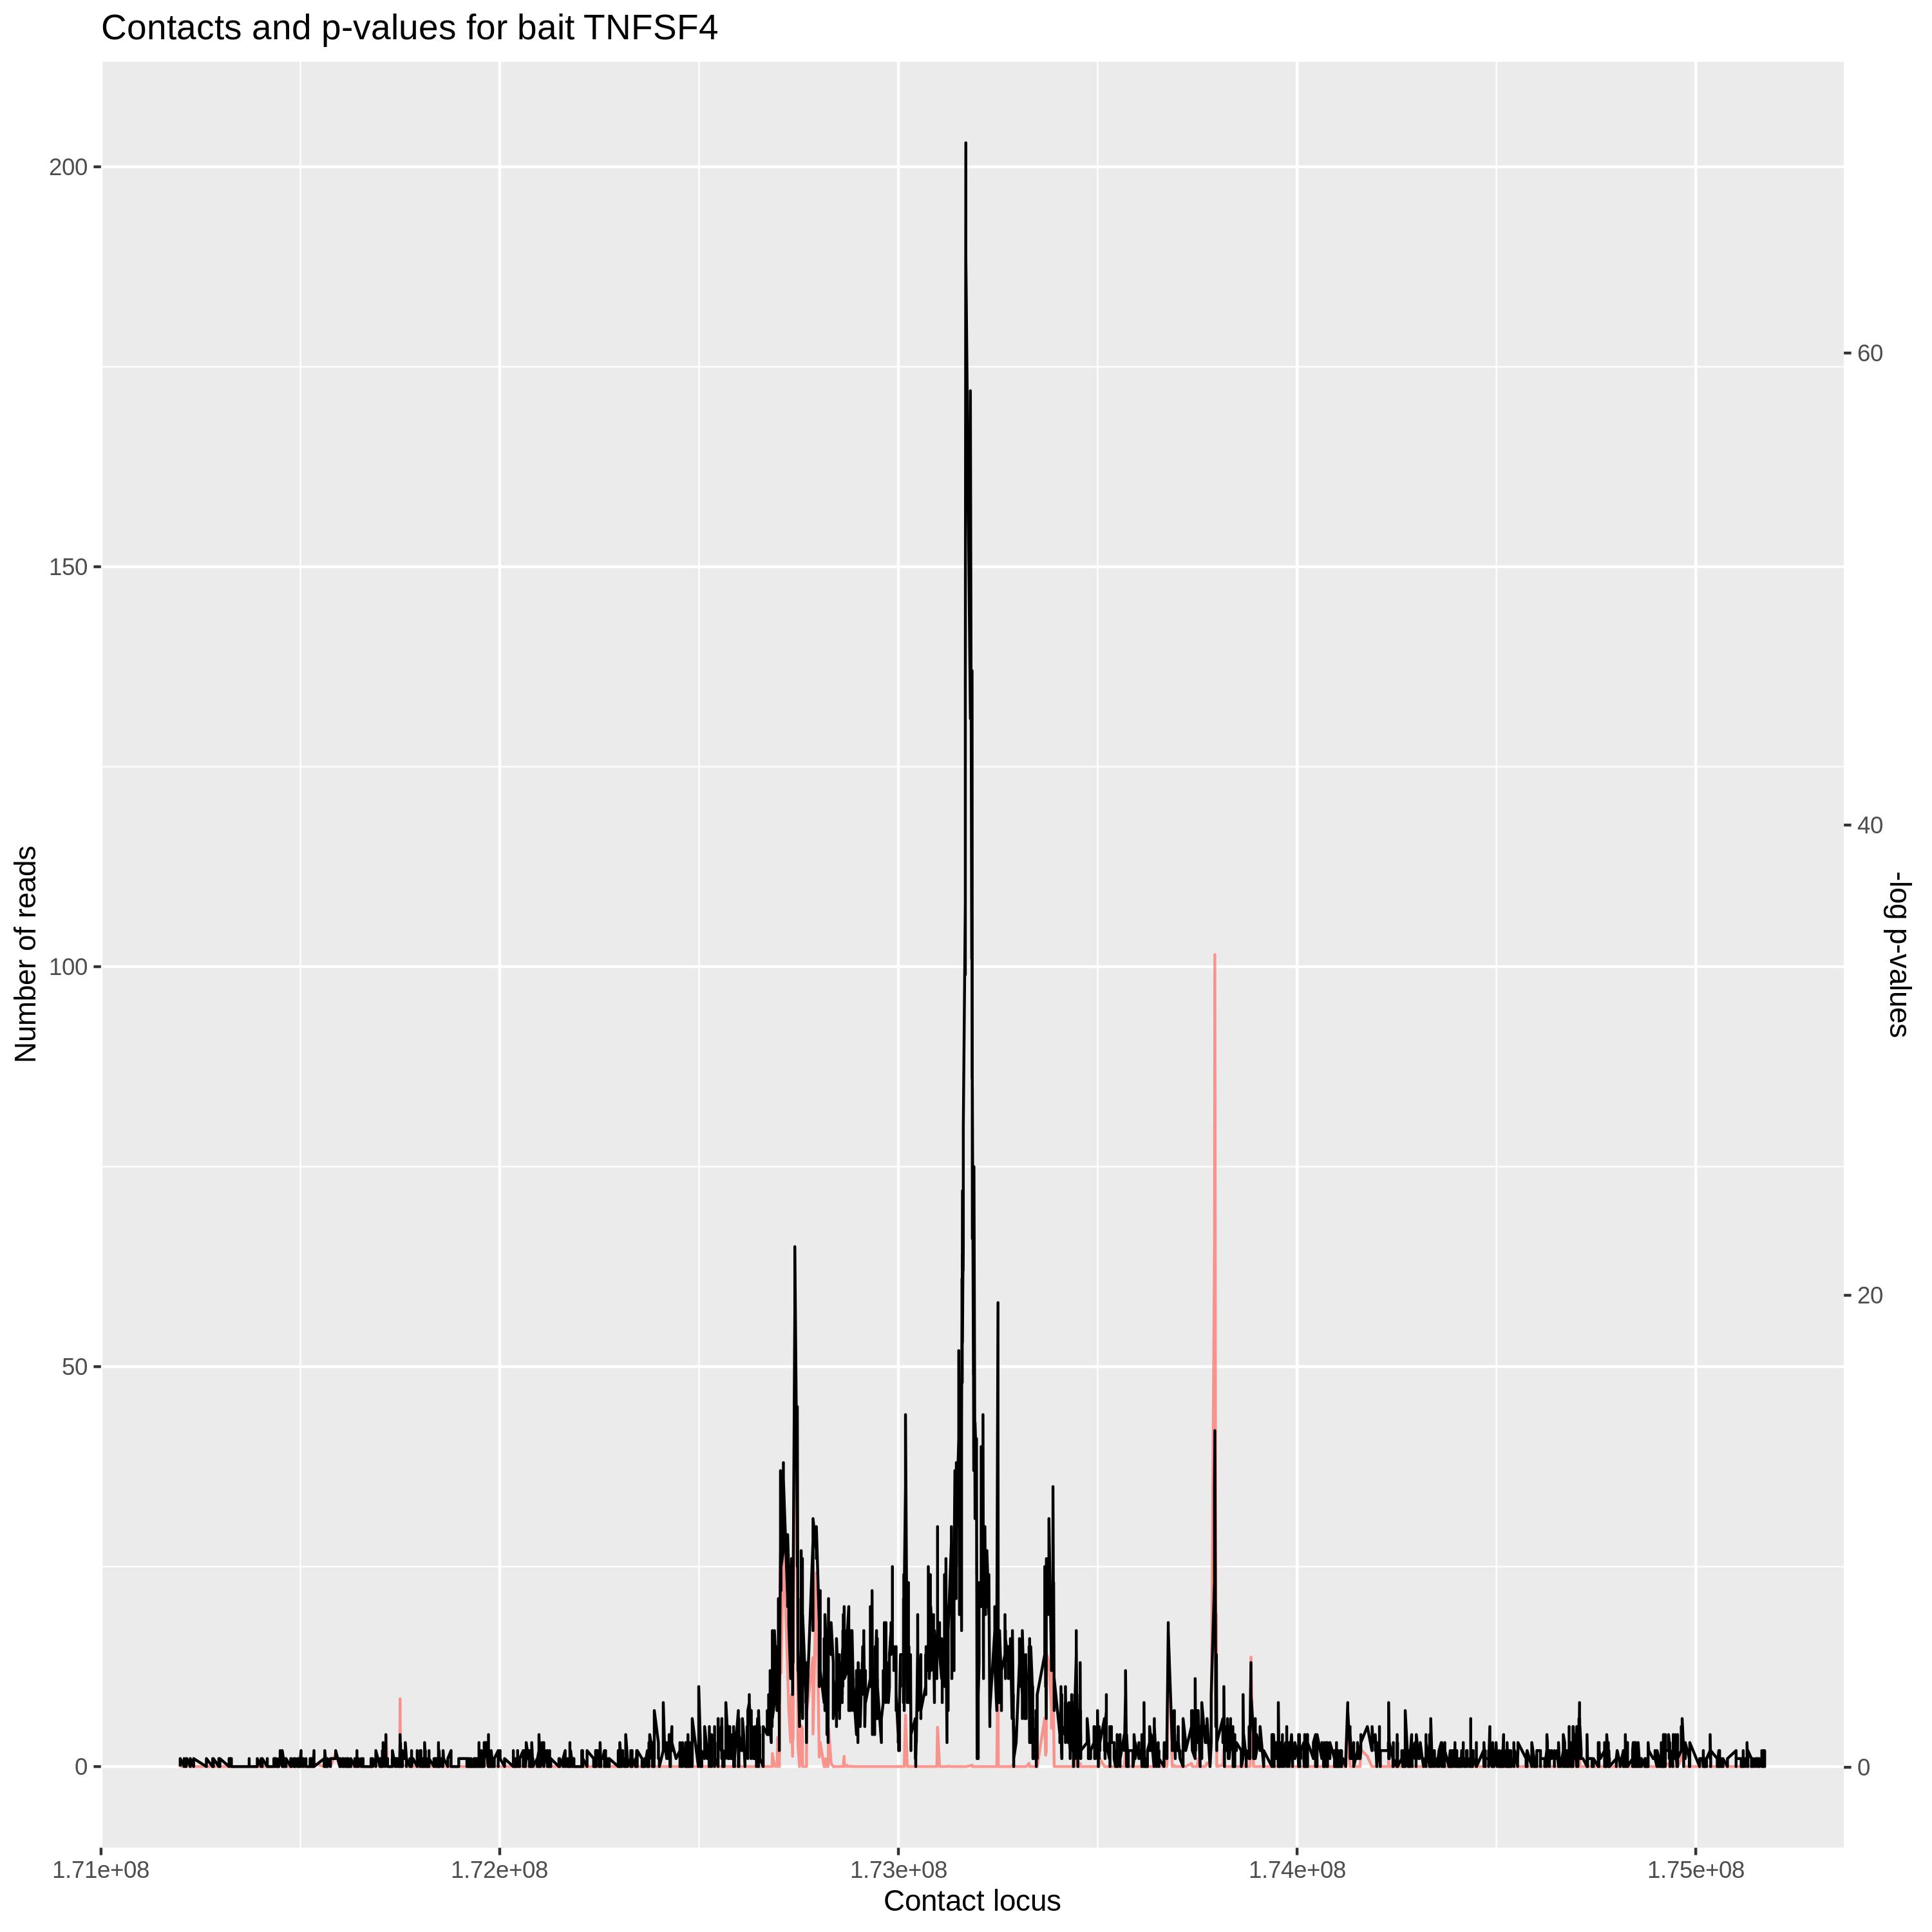 Contacts and p-values for bait TNFSF4
200
150
100
50
0
Number of reads
60
40
20
0
-log p-values
1.71e+08
1.72e+08
1.73e+08
1.74e+08
1.75e+08
Contact locus